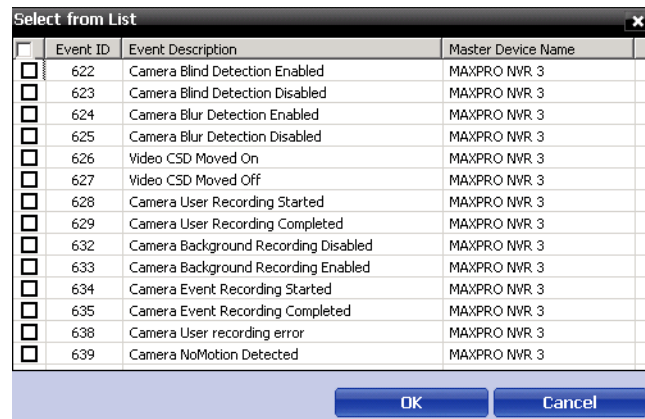 Select from List
Event ID Event Description Master Device Name
622 Camera Blind Detection Enabled MAXPRO NVR 3
623 Camera Blind Detection Disabled MAXPRO NVR 3
624 Camera Blur Detection Enabled MAXPRO NVR 3
625 Camera Blur Detection Disabled MAXPRO NVR 3
626 Video CSD Moved On MAXPRO NVR 3
627 Video CSD Moved Off MAXPRO NVR 3
628 Camera User Recording Started MAXPRO NVR 3
629 Camera User Recording Completed MAXPRO NVR 3
632 Camera Background Recording Disabled MAXPRO NVR 3
633 Camera Background Recording Enabled MAXPRO NVR 3
634 Camera Event Recording Started MAXPRO NVR 3
635 Camera Event Recording Completed MAXPRO NVR 3
638 Camera User recording error MAXPRO NVR 3
639 Camera NoMotion Detected MAXPRO NVR 3
OK Cancel